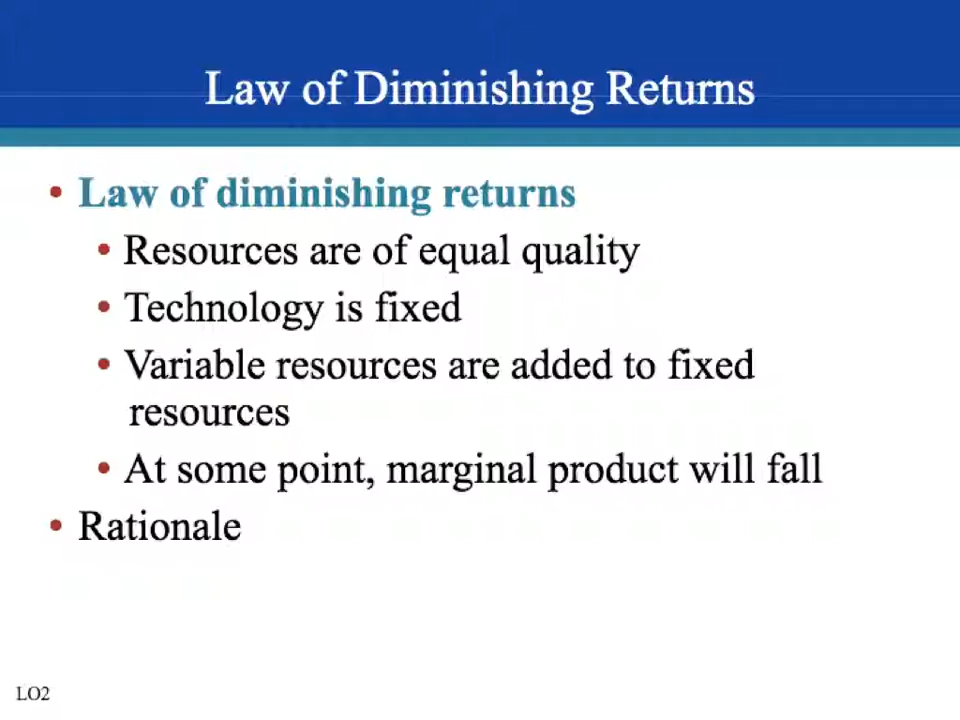 Law of Diminishing Returns
• Law of diminishing returns
• Resources are of equal quality
• Technology is fixed
• Variable resources are added to fixed
resources
• At some point, marginal product will fall
• Rationale
LO2